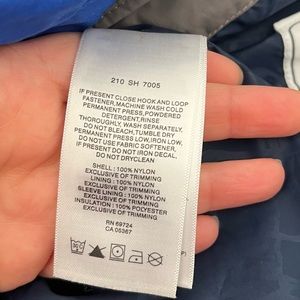 210 SH 7005
IF PRESENT CLOSE HOOK AND LOOP
FASTENER, MACHINE WASH COLD
PERMANENT PRESS, POWDERED
DETERGENT, RINSE
THOROUGHLY, WASH SEPARATELY,
DO NOT BLEACH, TUMBLE DRY
PERMANENT PRESS LOW, IRON LOW,
DO NOT USE FABRIC SOFTENER,
IF PRESENT DO NOT IRON DECAL,
DO NOT DRYCLEAN
SHELL : 100% NYLON
EXCLUSIVE OF TRIMMING
LINING : 100% NYLON
EXCLUSIVE OF TRIMMING
SLEEVE LINING : 100% NYLON
EXCLUSIVE OF TRIMMING
INSULATION : 100% POLYESTER
EXCLUSIVE OF TRIMMING
RN 69724
CA 05367